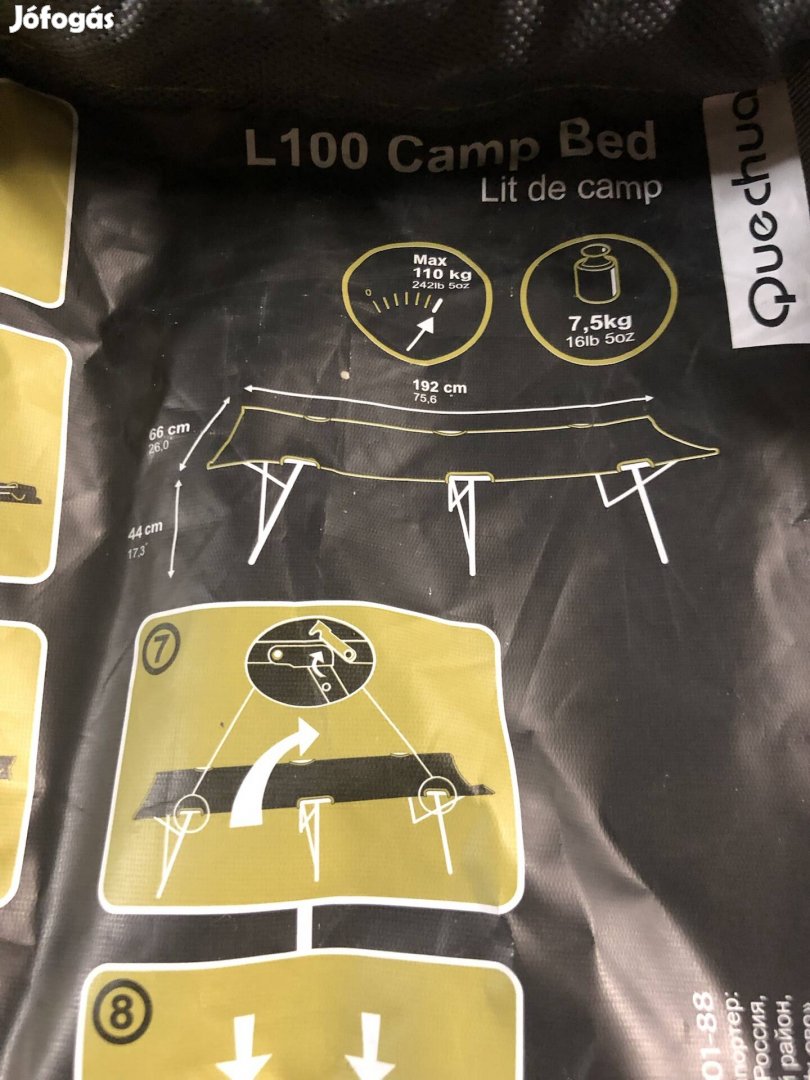 Jófogás
L100 Camp Bed
Lit de camp
Quechua
Max
110 kg
242lb 5oz
0
7,5kg
16lb 5oz
192 cm
75,6"
66 cm
26,0"
44 cm
17,3"
7
8
01-88
портер:
Россия,
район,